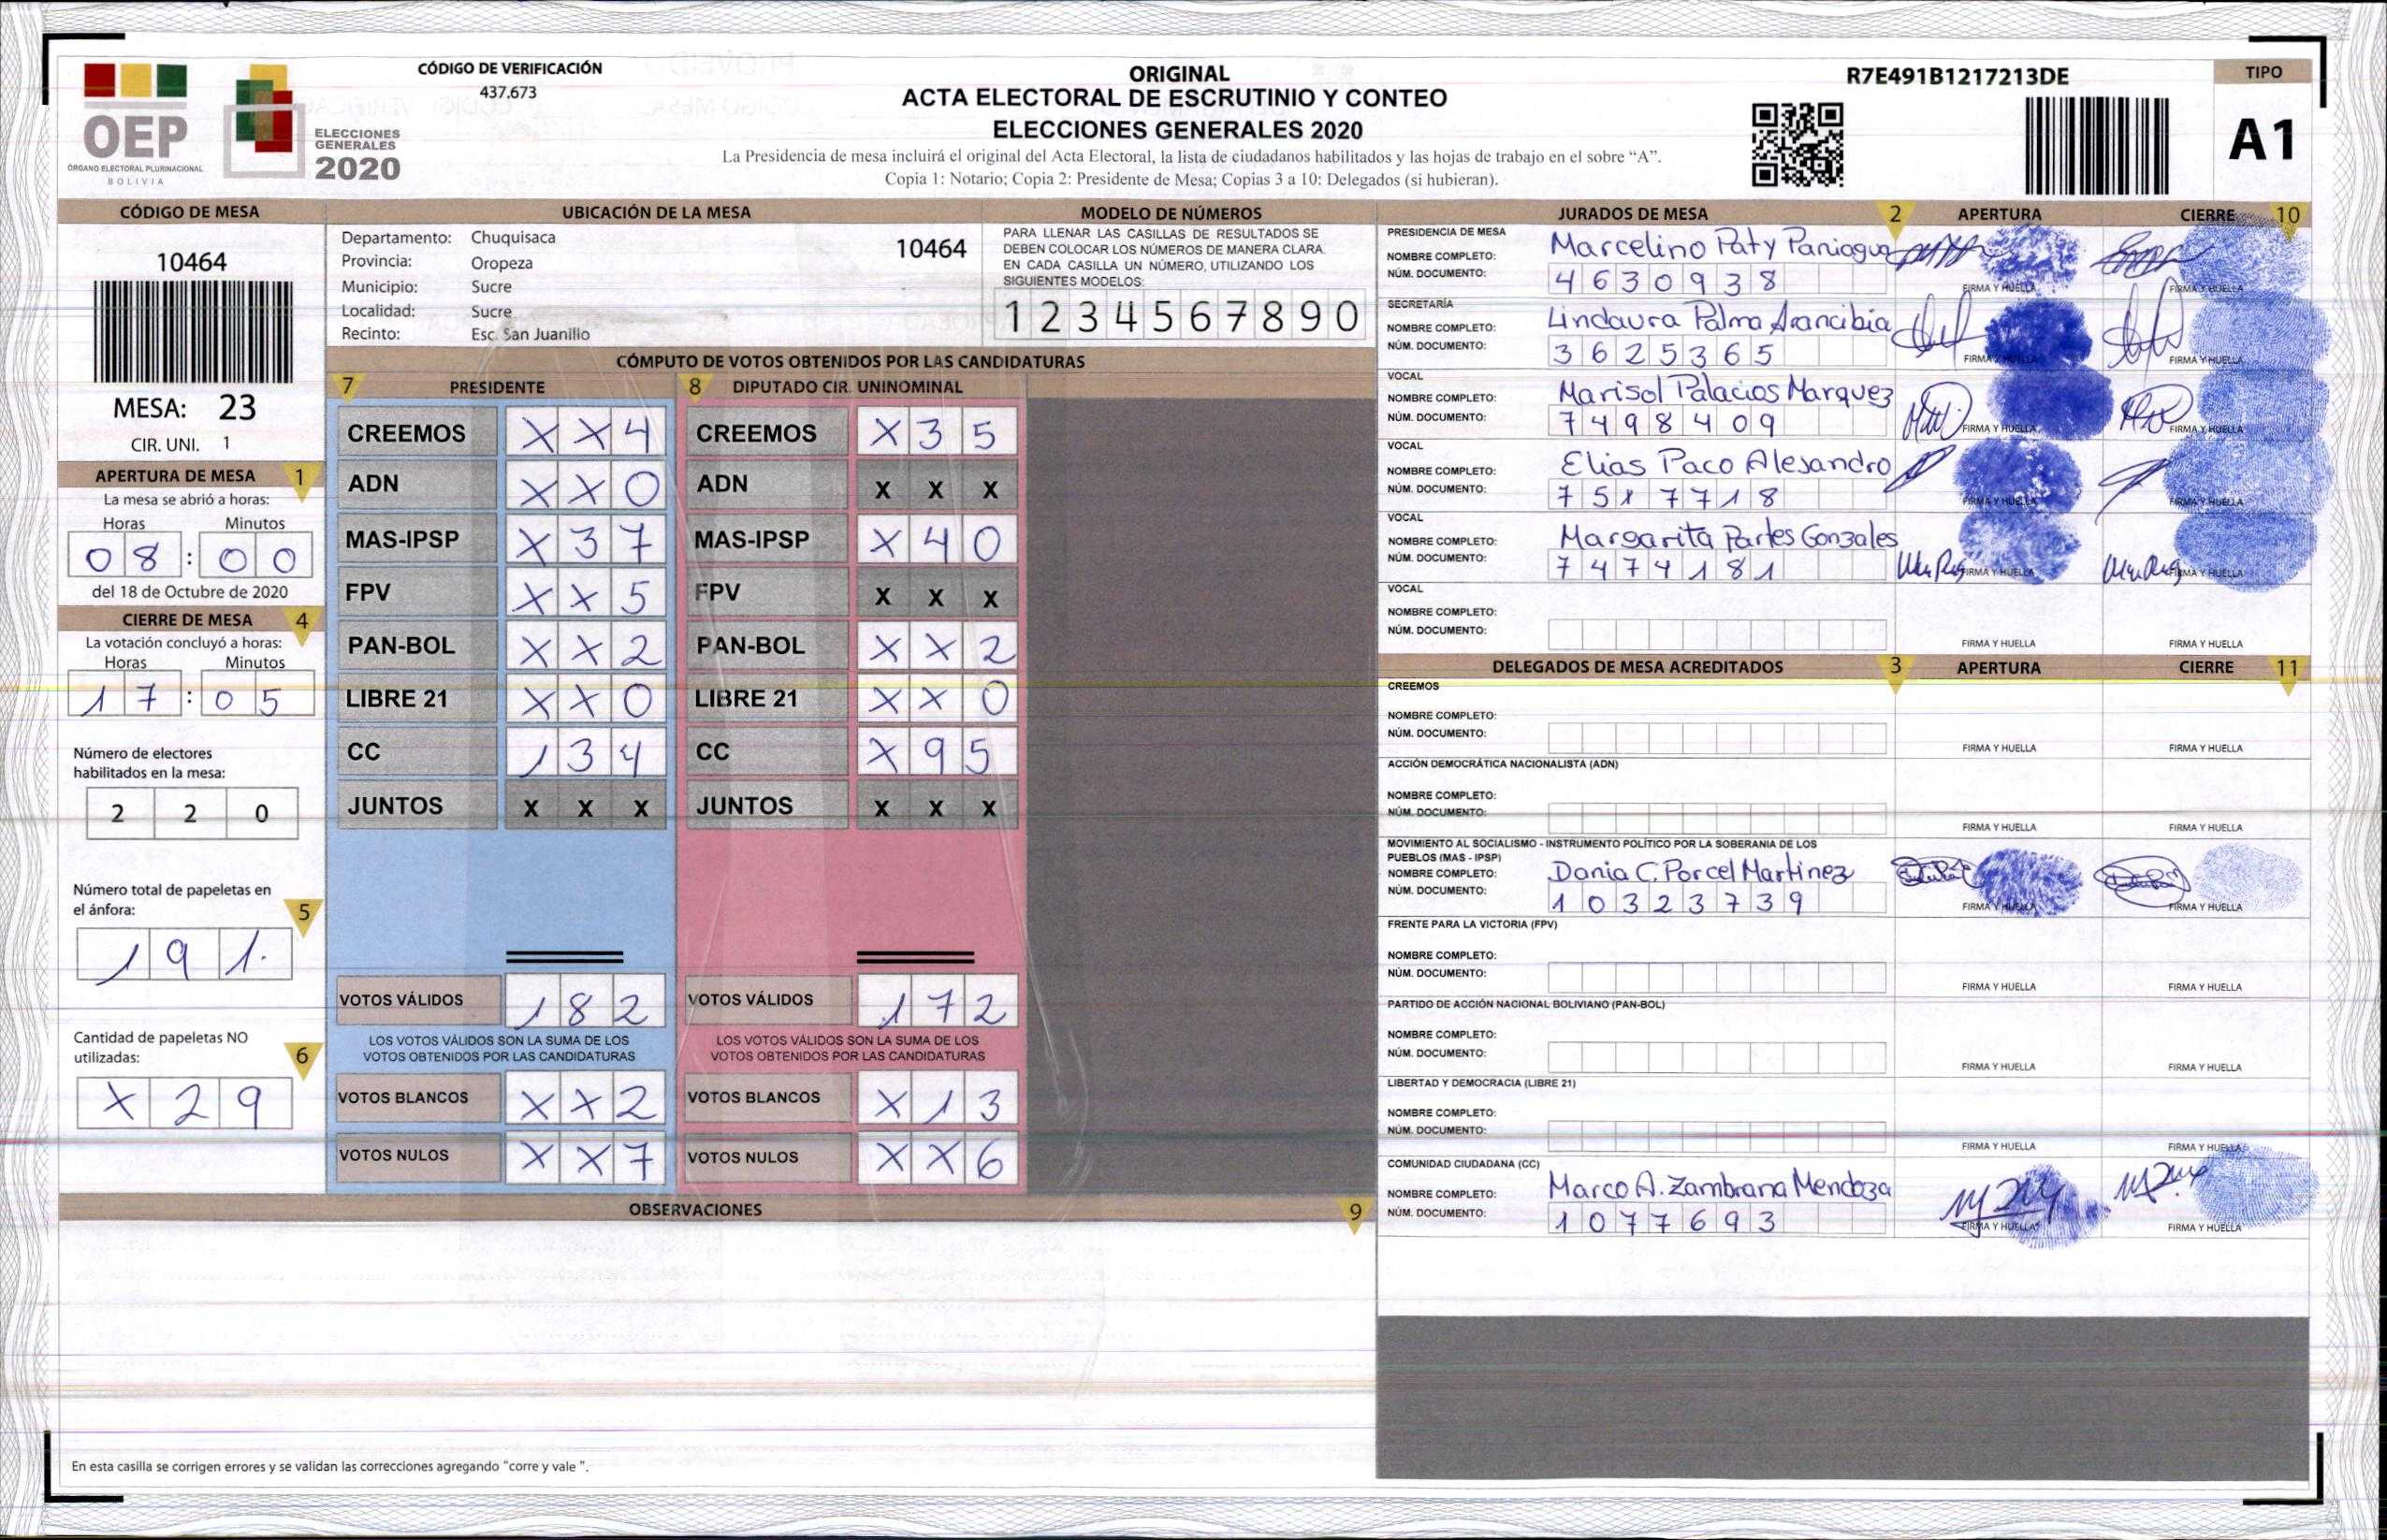 OEP
ÓRGANO ELECTORAL PLURINACIONAL
BOLIVIA
ELECCIONES
GENERALES
2020
CÓDIGO DE VERIFICACIÓN
437.673
ORIGINAL
ACTA ELECTORAL DE ESCRUTINIO Y CONTEO
ELECCIONES GENERALES 2020
La Presidencia de mesa incluirá el original del Acta Electoral, la lista de ciudadanos habilitados y las hojas de trabajo en el sobre “A”.
Copia 1: Notario; Copia 2: Presidente de Mesa; Copias 3 a 10: Delegados (si hubieran).
R7E491B1217213DE
TIPO
A1
CÓDIGO DE MESA
10464
MESA: 23
CIR. UNI. 1
APERTURA DE MESA 1
La mesa se abrió a horas:
Horas Minutos
08 : 00
del 18 de Octubre de 2020
CIERRE DE MESA 4
La votación concluyó a horas:
Horas Minutos
17 : 05
Número de electores
habilitados en la mesa:
2 2 0
Número total de papeletas en
el ánfora: 5
1 9 1.
Cantidad de papeletas NO
utilizadas: 6
X 2 9
UBICACIÓN DE LA MESA
Departamento: Chuquisaca 10464
Provincia: Oropeza
Municipio: Sucre
Localidad: Sucre
Recinto: Esc. San Juanillo
MODELO DE NÚMEROS
PARA LLENAR LAS CASILLAS DE RESULTADOS SE
DEBEN COLOCAR LOS NÚMEROS DE MANERA CLARA.
EN CADA CASILLA UN NÚMERO, UTILIZANDO LOS
SIGUIENTES MODELOS:
1 2 3 4 5 6 7 8 9 0
CÓMPUTO DE VOTOS OBTENIDOS POR LAS CANDIDATURAS
7 PRESIDENTE 8 DIPUTADO CIR. UNINOMINAL
CREEMOS X X 4 CREEMOS X 3 5
ADN X X 0 ADN X X X
MAS-IPSP X 3 7 MAS-IPSP X 4 0
FPV X X 5 FPV X X X
PAN-BOL X X 2 PAN-BOL X X 2
LIBRE 21 X X 0 LIBRE 21 X X 0
CC 1 3 4 CC X 9 5
JUNTOS X X X JUNTOS X X X
VOTOS VÁLIDOS 1 8 2 VOTOS VÁLIDOS 1 7 2
LOS VOTOS VÁLIDOS SON LA SUMA DE LOS LOS VOTOS VÁLIDOS SON LA SUMA DE LOS
VOTOS OBTENIDOS POR LAS CANDIDATURAS VOTOS OBTENIDOS POR LAS CANDIDATURAS
VOTOS BLANCOS X X 2 VOTOS BLANCOS X 1 3
VOTOS NULOS X X 7 VOTOS NULOS X X 6
OBSERVACIONES 9
En esta casilla se corrigen errores y se validan las correcciones agregando "corre y vale ".
JURADOS DE MESA 2 APERTURA CIERRE 10
PRESIDENCIA DE MESA
NOMBRE COMPLETO: Marcelino Paty Paniagua
NÚM. DOCUMENTO: 4630938
FIRMA Y HUELLA FIRMA Y HUELLA
SECRETARÍA
NOMBRE COMPLETO: Lindaura Palma Arancibia
NÚM. DOCUMENTO: 3625365
FIRMA Y HUELLA FIRMA Y HUELLA
VOCAL
NOMBRE COMPLETO: Marisol Palacios Marquez
NÚM. DOCUMENTO: 7498409
FIRMA Y HUELLA FIRMA Y HUELLA
VOCAL
NOMBRE COMPLETO: Elias Paco Alejandro
NÚM. DOCUMENTO: 7517718
FIRMA Y HUELLA FIRMA Y HUELLA
VOCAL
NOMBRE COMPLETO: Margarita Partes Gonzales
NÚM. DOCUMENTO: 7474181
FIRMA Y HUELLA FIRMA Y HUELLA
VOCAL
NOMBRE COMPLETO:
NÚM. DOCUMENTO:
FIRMA Y HUELLA FIRMA Y HUELLA
DELEGADOS DE MESA ACREDITADOS 3 APERTURA CIERRE 11
CREEMOS
NOMBRE COMPLETO:
NÚM. DOCUMENTO:
FIRMA Y HUELLA FIRMA Y HUELLA
ACCIÓN DEMOCRÁTICA NACIONALISTA (ADN)
NOMBRE COMPLETO:
NÚM. DOCUMENTO:
FIRMA Y HUELLA FIRMA Y HUELLA
MOVIMIENTO AL SOCIALISMO - INSTRUMENTO POLÍTICO POR LA SOBERANIA DE LOS
PUEBLOS (MAS - IPSP)
NOMBRE COMPLETO: Dania C. Porcel Martinez
NÚM. DOCUMENTO: 10323739
FIRMA Y HUELLA FIRMA Y HUELLA
FRENTE PARA LA VICTORIA (FPV)
NOMBRE COMPLETO:
NÚM. DOCUMENTO:
FIRMA Y HUELLA FIRMA Y HUELLA
PARTIDO DE ACCIÓN NACIONAL BOLIVIANO (PAN-BOL)
NOMBRE COMPLETO:
NÚM. DOCUMENTO:
FIRMA Y HUELLA FIRMA Y HUELLA
LIBERTAD Y DEMOCRACIA (LIBRE 21)
NOMBRE COMPLETO:
NÚM. DOCUMENTO:
FIRMA Y HUELLA FIRMA Y HUELLA
COMUNIDAD CIUDADANA (CC)
NOMBRE COMPLETO: Marco A. Zambrana Mendoza
NÚM. DOCUMENTO: 1077693
FIRMA Y HUELLA FIRMA Y HUELLA